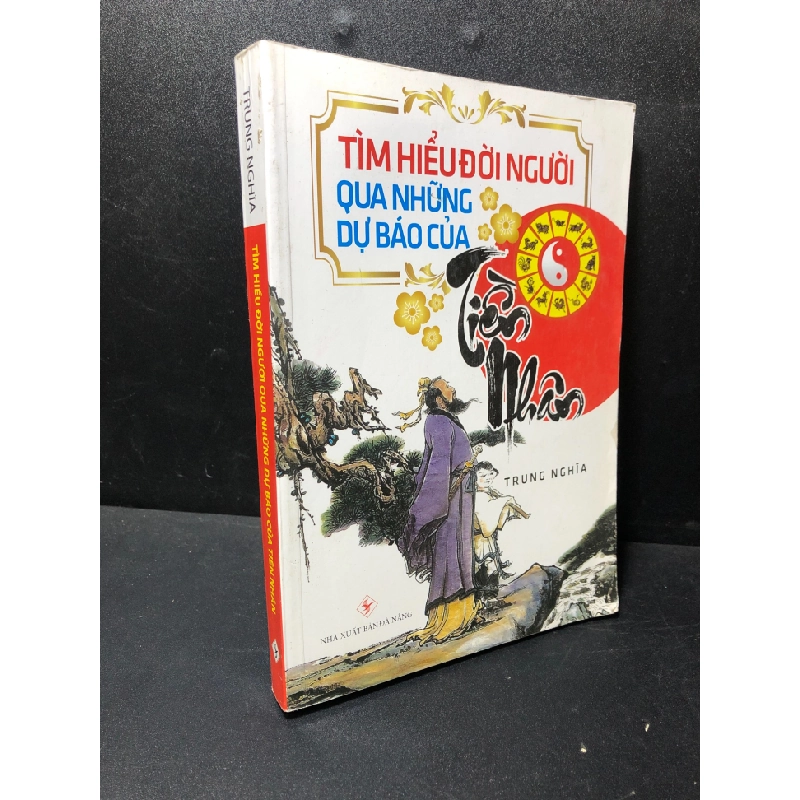 TÌM HIỂU ĐỜI NGƯỜI
QUA NHỮNG
DỰ BÁO CỦA
Tiền
Nhân
TRUNG NGHĨA
NHÀ XUẤT BẢN ĐÀ NẴNG
TRUNG NGHĨA
TÌM HIỂU ĐỜI NGƯỜI QUA NHỮNG DỰ BÁO CỦA TIỀN NHÂN